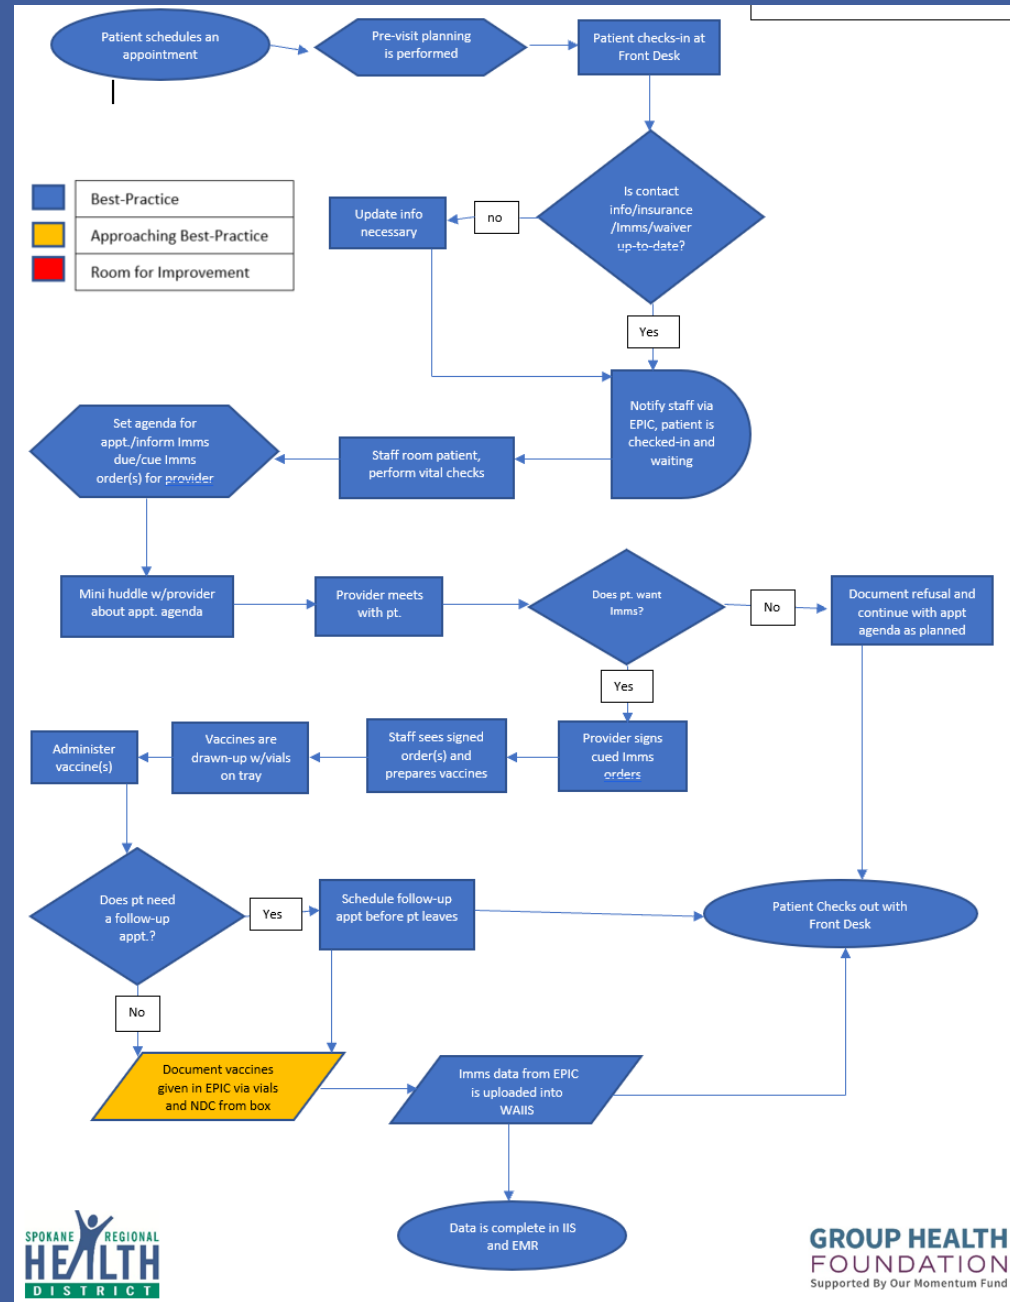 Patient schedules an
appointment
Pre-visit planning
is performed
Patient checks-in at
Front Desk
Is contact
info/insurance
/Imms/waiver
up-to-date?
no
Update info
necessary
Yes
Best-Practice
Approaching Best-Practice
Room for Improvement
Notify staff via
EPIC, patient is
checked-in and
waiting
Staff room patient,
perform vital checks
Set agenda for
appt./inform Imms
due/cue Imms
order(s) for provider
Mini huddle w/provider
about appt. agenda
Provider meets
with pt.
Does pt. want
Imms?
No
Document refusal and
continue with appt
agenda as planned
Yes
Provider signs
cued Imms
orders
Staff sees signed
order(s) and
prepares vaccines
Vaccines are
drawn-up w/vials
on tray
Administer
vaccine(s)
Does pt need
a follow-up
appt.?
Yes
Schedule follow-up
appt before pt leaves
Patient Checks out with
Front Desk
No
Document vaccines
given in EPIC via vials
and NDC from box
Imms data from EPIC
is uploaded into
WAIIS
Data is complete in IIS
and EMR
SPOKANE REGIONAL
HEALTH
DISTRICT
GROUP HEALTH
FOUNDATION
Supported By Our Momentum Fund